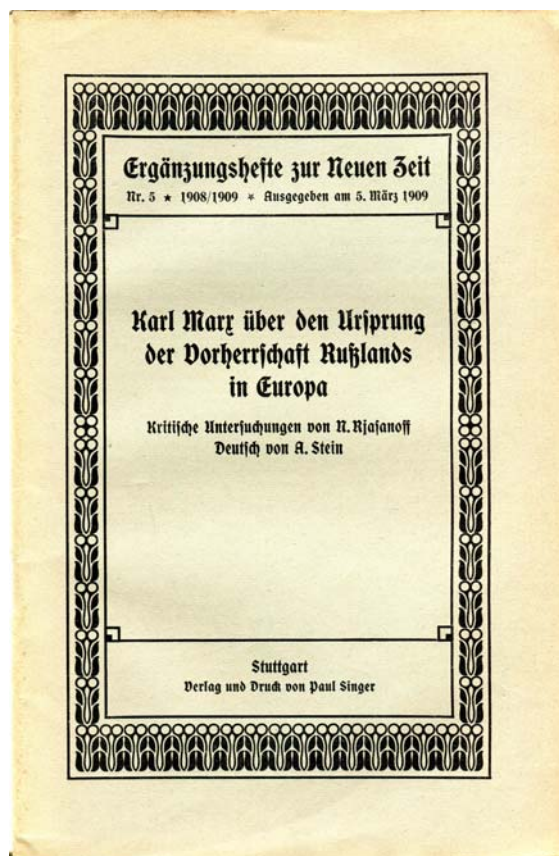 Ergänzungshefte zur Neuen Zeit
Nr. 5 ★ 1908/1909 ★ Ausgegeben am 5. März 1909
Karl Marx über den Ursprung
der Vorherrschaft Rußlands
in Europa
Kritische Untersuchungen von N. Rjasanoff
Deutsch von A. Stein
Stuttgart
Verlag und Druck von Paul Singer